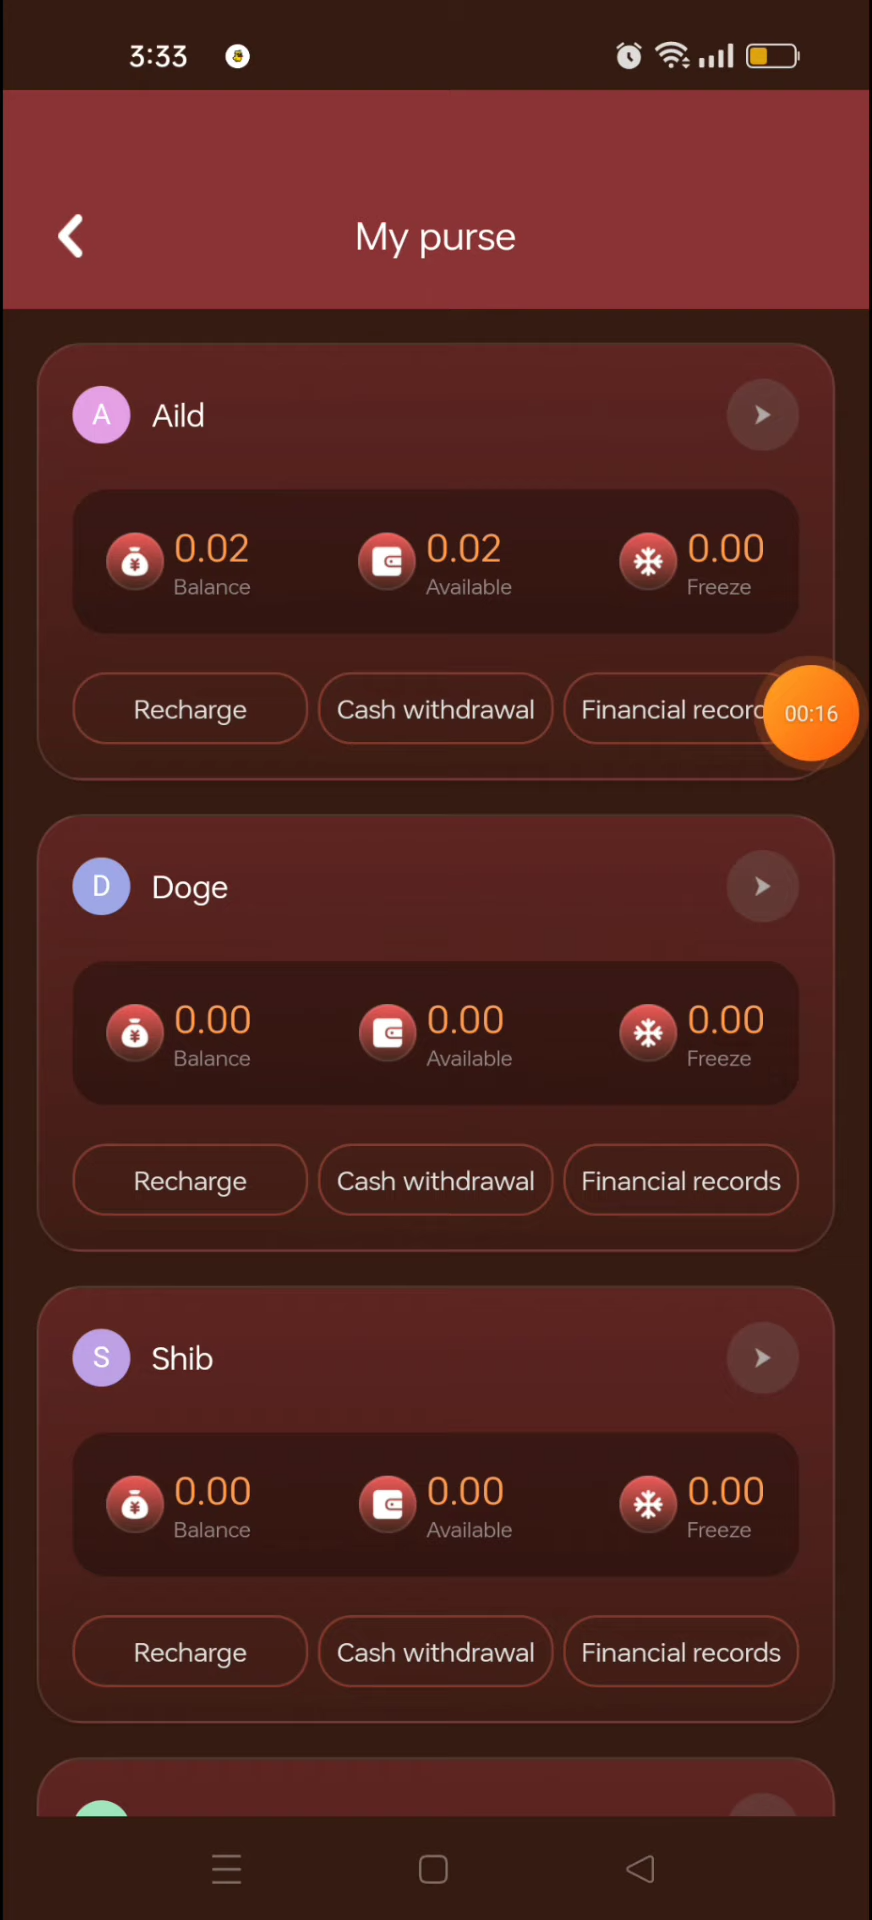 3:33
My purse
A Aild
0.02 0.02 0.00
Balance Available Freeze
Recharge Cash withdrawal Financial recorc
00:16
D Doge
0.00 0.00 0.00
Balance Available Freeze
Recharge Cash withdrawal Financial records
S Shib
0.00 0.00 0.00
Balance Available Freeze
Recharge Cash withdrawal Financial records